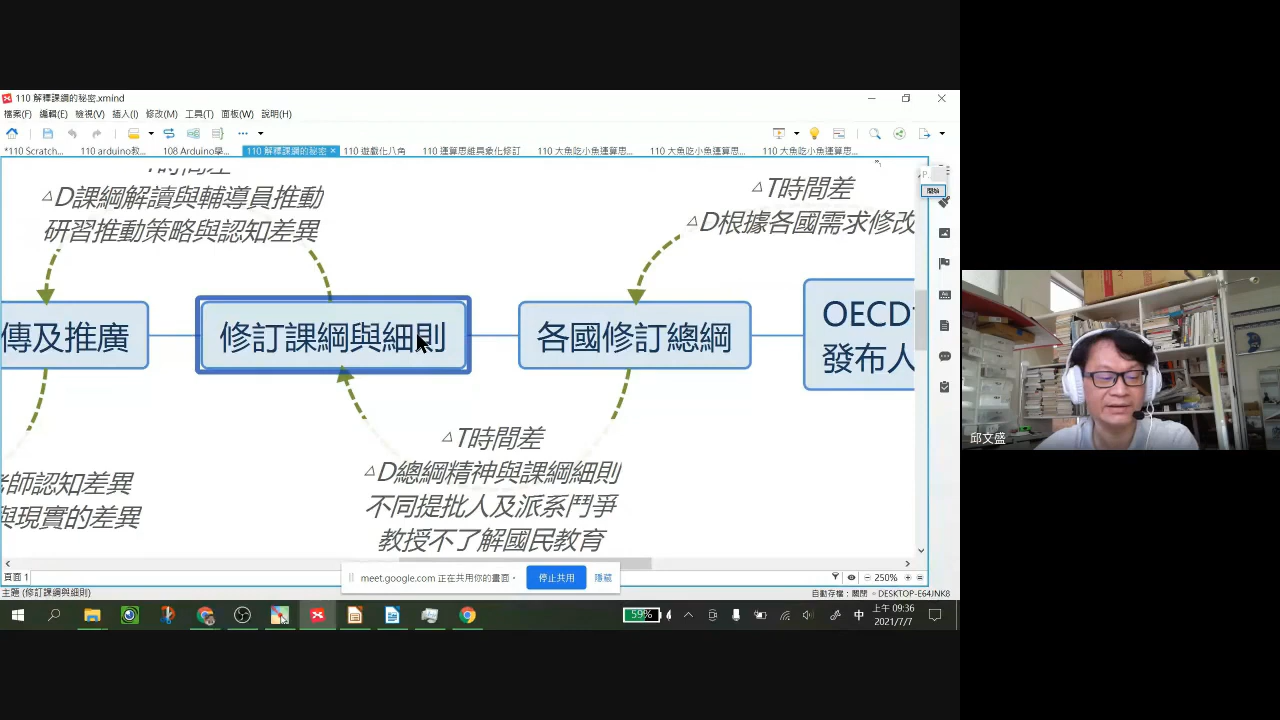 110 解釋課綱的秘密.xmind
檔案(F) 編輯(E) 檢視(V) 插入(I) 修改(M) 工具(T) 面板(W) 說明(H)
*110 Scratch... 110 arduino教... 108 Arduino學... 110 解釋課綱的秘密 110 遊戲化八角 110 運算思維具象化修訂 110 大魚吃小魚運算思... 110 大魚吃小魚運算思... 110 大魚吃小魚運算思...
開始
T時間差
△D課綱解讀與輔導員推動
研習推動策略與認知差異
△T時間差
△D根據各國需求修改
傳及推廣
修訂課綱與細則
各國修訂總綱
OECD
發布人
師認知差異
與現實的差異
△T時間差
△D總綱精神與課綱細則
不同提批人及派系鬥爭
教授不了解國民教育
meet.google.com 正在共用你的畫面。 停止共用 隱藏
頁面 1
250%
主題 (修訂課綱與細則)
自動存檔：關閉
DESKTOP-E64JNK8
59%
中
上午 09:36
2021/7/7
邱文盛